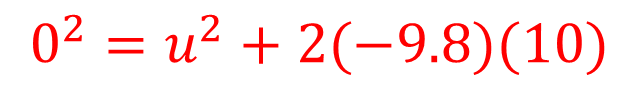 0² = u² + 2(−9.8)(10)